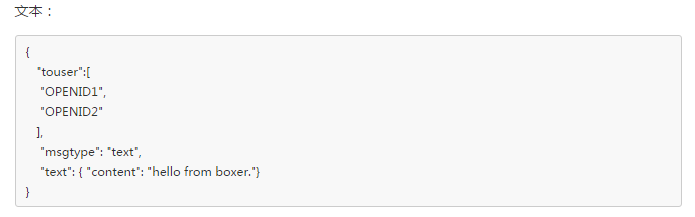 文本：
{
"touser":[
"OPENID1",
"OPENID2"
],
"msgtype": "text",
"text": { "content": "hello from boxer."}
}